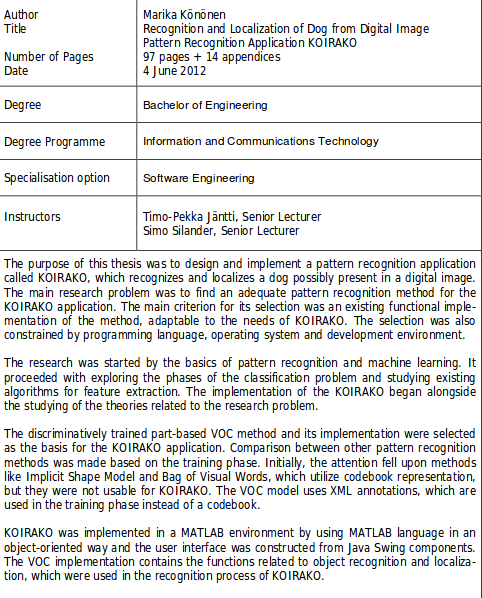 Author Marika Könönen
Title Recognition and Localization of Dog from Digital Image
Pattern Recognition Application KOIRAKO
Number of Pages 97 pages + 14 appendices
Date 4 June 2012
Degree Bachelor of Engineering
Degree Programme Information and Communications Technology
Specialisation option Software Engineering
Instructors Timo-Pekka Jäntti, Senior Lecturer
Simo Silander, Senior Lecturer
The purpose of this thesis was to design and implement a pattern recognition application
called KOIRAKO, which recognizes and localizes a dog possibly present in a digital image.
The main research problem was to find an adequate pattern recognition method for the
KOIRAKO application. The main criterion for its selection was an existing functional imple-
mentation of the method, adaptable to the needs of KOIRAKO. The selection was also
constrained by programming language, operating system and development environment.
The research was started by the basics of pattern recognition and machine learning. It
proceeded with exploring the phases of the classification problem and studying existing
algorithms for feature extraction. The implementation of the KOIRAKO began alongside
the studying of the theories related to the research problem.
The discriminatively trained part-based VOC method and its implementation were selected
as the basis for the KOIRAKO application. Comparison between other pattern recognition
methods was made based on the training phase. Initially, the attention fell upon methods
like Implicit Shape Model and Bag of Visual Words, which utilize codebook representation,
but they were not usable for KOIRAKO. The VOC model uses XML annotations, which are
used in the training phase instead of a codebook.
KOIRAKO was implemented in a MATLAB environment by using MATLAB language in an
object-oriented way and the user interface was constructed from Java Swing components.
The VOC implementation contains the functions related to object recognition and localiza-
tion, which were used in the recognition process of KOIRAKO.